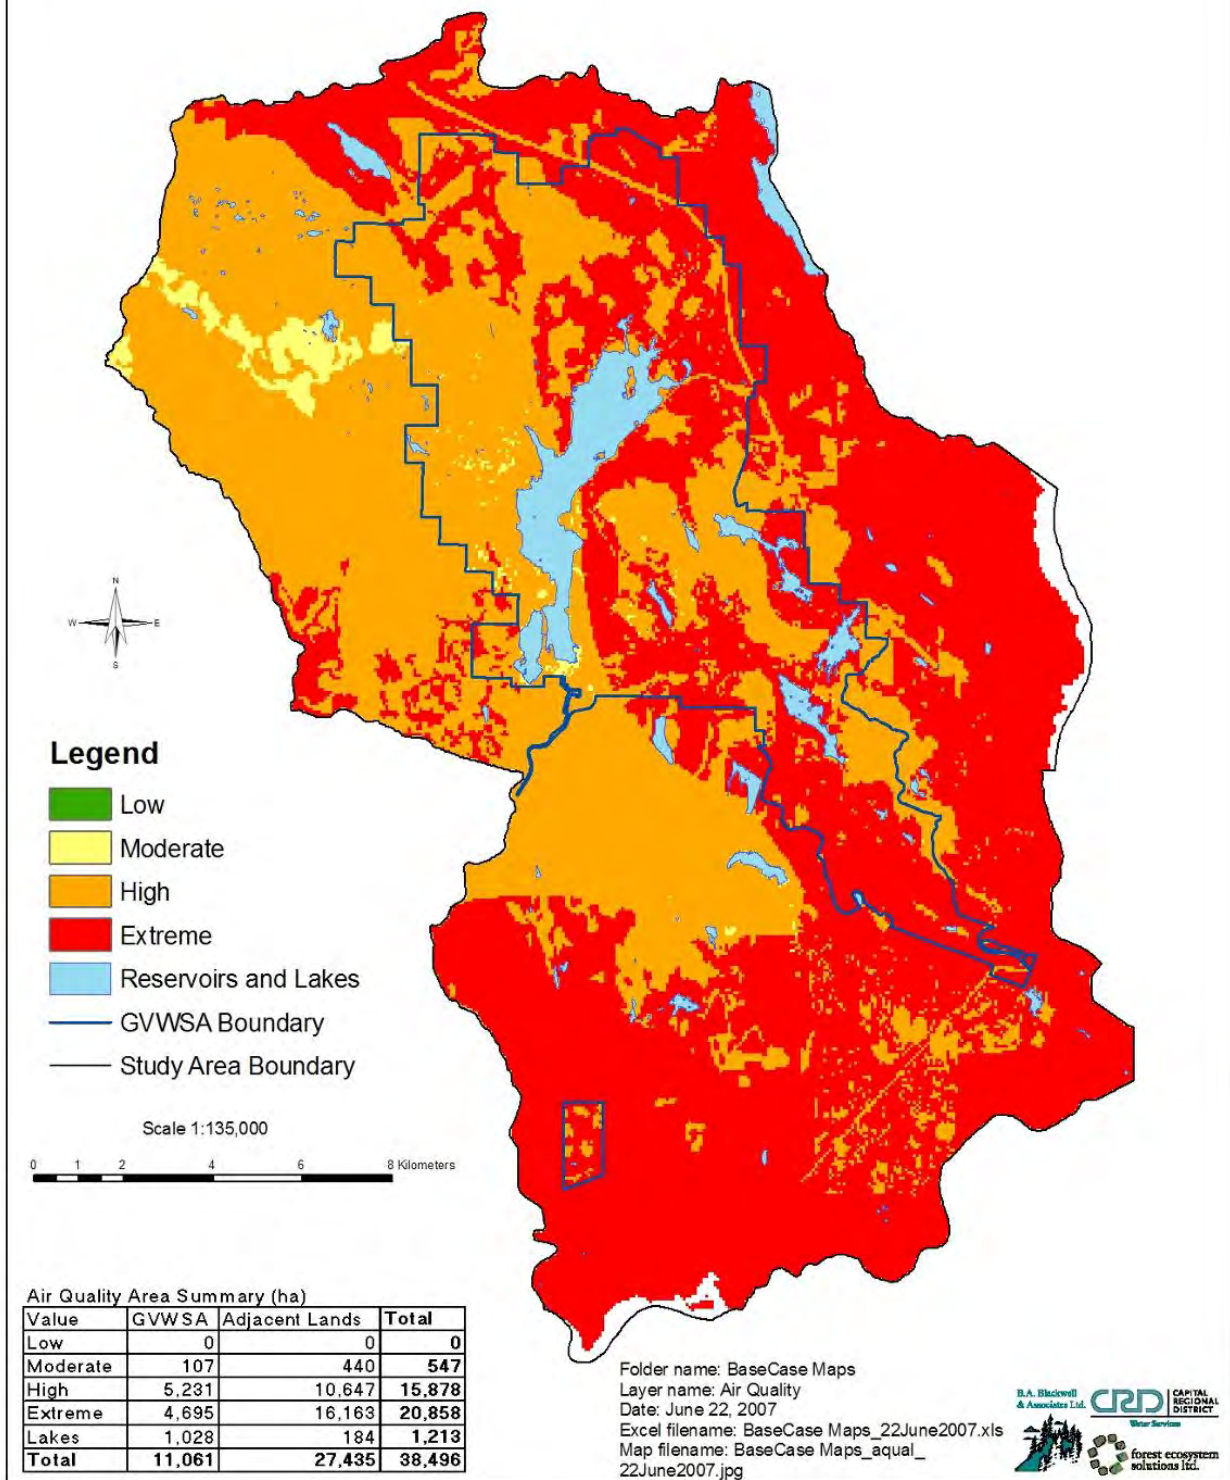 N
W E
S
Legend
Low
Moderate
High
Extreme
Reservoirs and Lakes
GVWSA Boundary
Study Area Boundary
Scale 1:135,000
0 1 2 4 6 8 Kilometers
Air Quality Area Summary (ha)
Value GVWSA Adjacent Lands Total
Low 0 0 0
Moderate 107 440 547
High 5,231 10,647 15,878
Extreme 4,695 16,163 20,858
Lakes 1,028 184 1,213
Total 11,061 27,435 38,496
Folder name: BaseCase Maps
Layer name: Air Quality
Date: June 22, 2007
Excel filename: BaseCase Maps_22June2007.xls
Map filename: BaseCase Maps_aqual_
22June2007.jpg
B.A. Blackwell
& Associates Ltd.
CRD
CAPITAL
REGIONAL
DISTRICT
Water Services
forest ecosystem
solutions ltd.